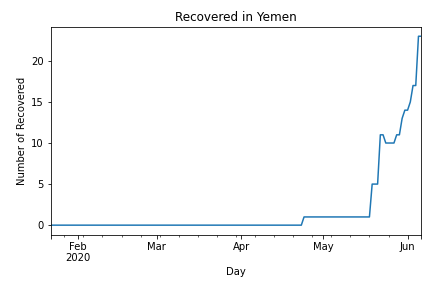 Recovered in Yemen
Number of Recovered
20
15
10
5
0
Feb
2020
Mar
Apr
May
Jun
Day